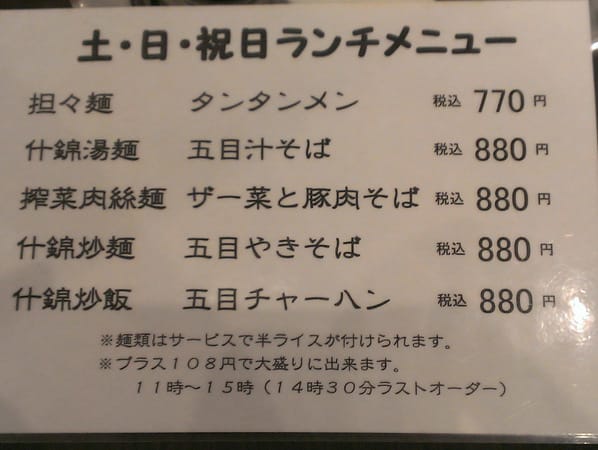 土・日・祝日ランチメニュー
担々麺 タンタンメン 税込 770 円
什錦湯麺 五目汁そば 税込 880 円
搾菜肉絲麺 ザー菜と豚肉そば 税込 880 円
什錦炒麺 五目やきそば 税込 880 円
什錦炒飯 五目チャーハン 税込 880 円
※麺類はサービスで半ライスが付けられます。
※プラス１０８円で大盛りに出来ます。
１１時～１５時（１４時３０分ラストオーダー）